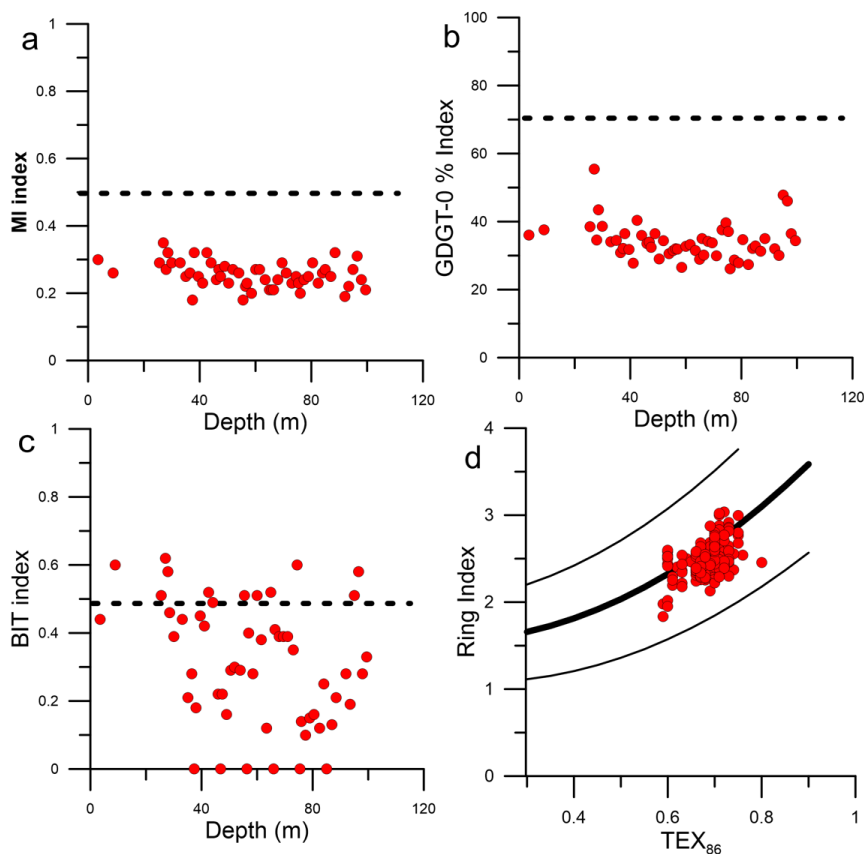 a
MI index
1
0.8
0.6
0.4
0.2
0
0 40 80 120
Depth (m)
b
GDGT-0 % Index
100
80
60
40
20
0
0 40 80 120
Depth (m)
c
BIT index
1
0.8
0.6
0.4
0.2
0
0 40 80 120
Depth (m)
d
Ring Index
4
3
2
1
0
0.4 0.6 0.8 1
TEX₈₆